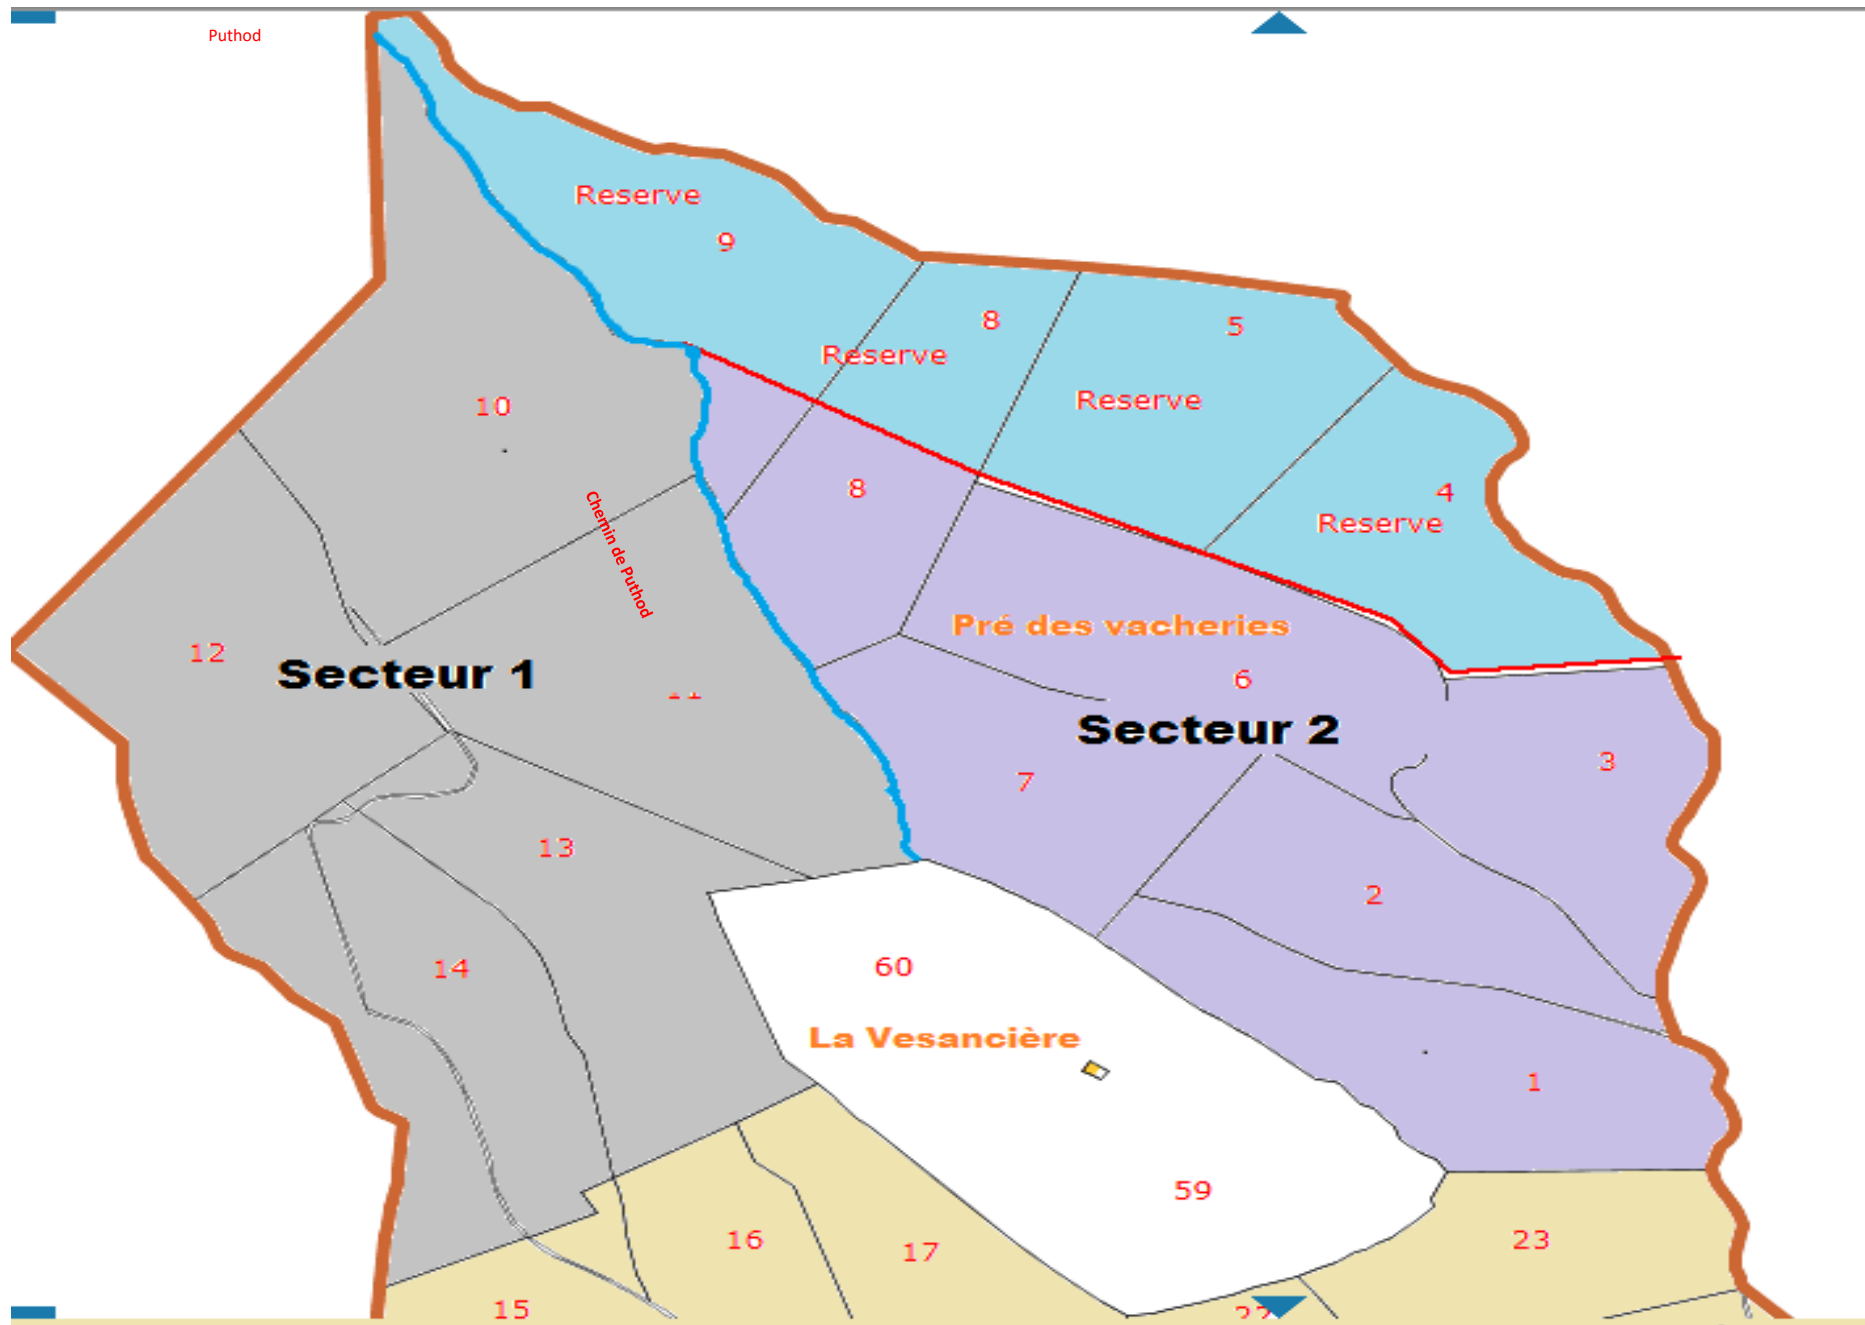 Puthod
Reserve
9
8
5
Reserve
Reserve
10
8
4
Reserve
Chemin de Puthod
Pré des vacheries
12
Secteur 1
6
Secteur 2
7
3
13
2
14
60
La Vesancière
1
59
16
17
23
15